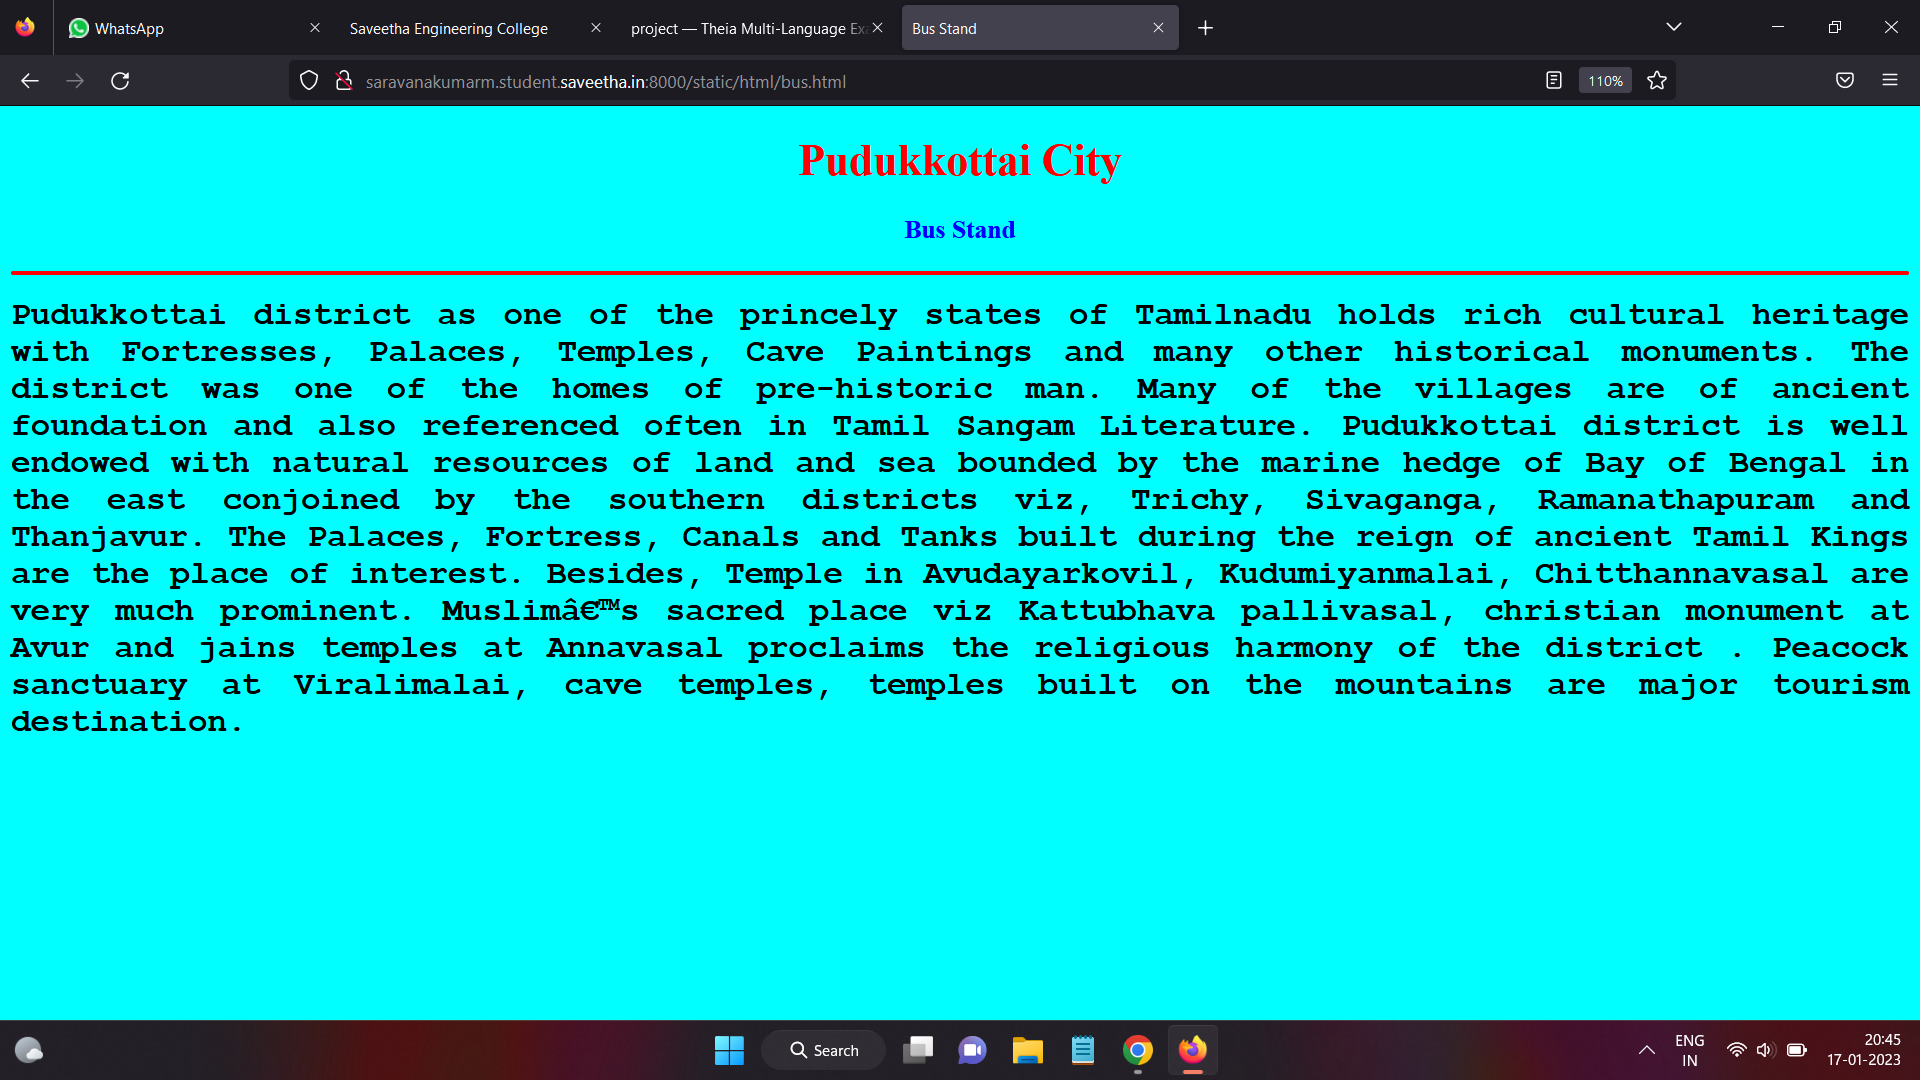 WhatsApp
Saveetha Engineering College
project — Theia Multi-Language Exa
Bus Stand
saravanakumarm.student.saveetha.in:8000/static/html/bus.html
110%
Pudukkottai City
Bus Stand
Pudukkottai district as one of the princely states of Tamilnadu holds rich cultural heritage
with Fortresses, Palaces, Temples, Cave Paintings and many other historical monuments. The
district was one of the homes of pre-historic man. Many of the villages are of ancient
foundation and also referenced often in Tamil Sangam Literature. Pudukkottai district is well
endowed with natural resources of land and sea bounded by the marine hedge of Bay of Bengal in
the east conjoined by the southern districts viz, Trichy, Sivaganga, Ramanathapuram and
Thanjavur. The Palaces, Fortress, Canals and Tanks built during the reign of ancient Tamil Kings
are the place of interest. Besides, Temple in Avudayarkovil, Kudumiyanmalai, Chitthannavasal are
very much prominent. Muslimâ€™s sacred place viz Kattubhava pallivasal, christian monument at
Avur and jains temples at Annavasal proclaims the religious harmony of the district . Peacock
sanctuary at Viralimalai, cave temples, temples built on the mountains are major tourism
destination.
Search
ENG
IN
20:45
17-01-2023